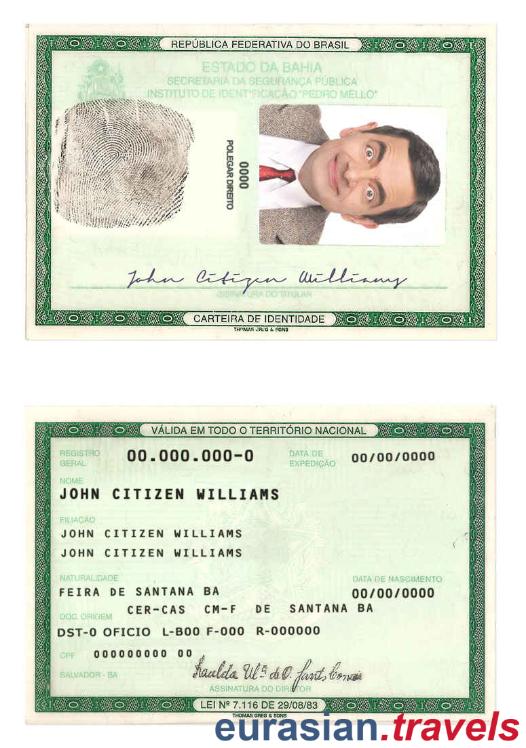 REPÚBLICA FEDERATIVA DO BRASIL
ESTADO DA BAHIA
SECRETARIA DA SEGURANÇA PÚBLICA
INSTITUTO DE IDENTIFICAÇÃO "PEDRO MELLO"
0000
POLEGAR DIREITO
John Citizen Williams
ASSINATURA DO TITULAR
CARTEIRA DE IDENTIDADE
THOMAS GREG & SONS
VÁLIDA EM TODO O TERRITÓRIO NACIONAL
REGISTRO GERAL 00.000.000-0 DATA DE EXPEDIÇÃO 00/00/0000
NOME
JOHN CITIZEN WILLIAMS
FILIAÇÃO
JOHN CITIZEN WILLIAMS
JOHN CITIZEN WILLIAMS
NATURALIDADE DATA DE NASCIMENTO
FEIRA DE SANTANA BA 00/00/0000
DOC. ORIGEM CER-CAS CM-F DE SANTANA BA
DST-0 OFICIO L-B00 F-000 R-000000
CPF 000000000 00
SALVADOR - BA
ASSINATURA DO DIRETOR
LEI Nº 7.116 DE 29/08/83
THOMAS GREG & SONS
eurasian.travels